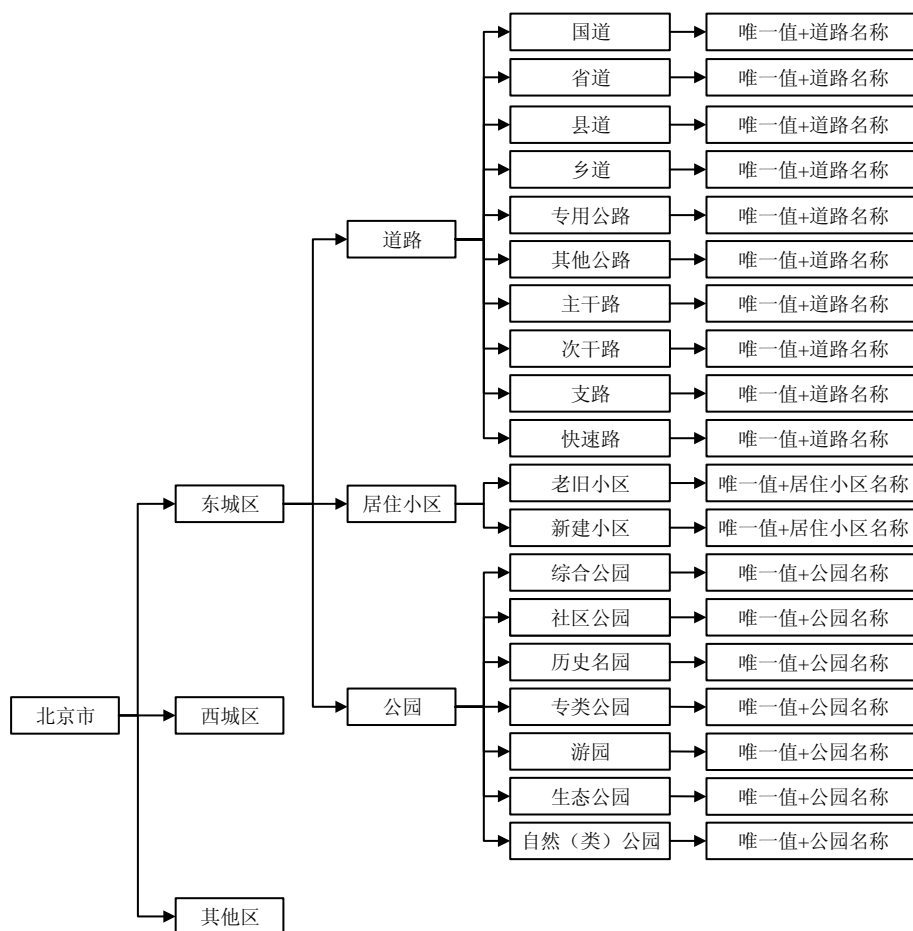 国道
唯一值+道路名称
省道
唯一值+道路名称
县道
唯一值+道路名称
乡道
唯一值+道路名称
专用公路
唯一值+道路名称
道路
其他公路
唯一值+道路名称
主干路
唯一值+道路名称
次干路
唯一值+道路名称
支路
唯一值+道路名称
快速路
唯一值+道路名称
东城区
居住小区
老旧小区
唯一值+居住小区名称
新建小区
唯一值+居住小区名称
综合公园
唯一值+公园名称
社区公园
唯一值+公园名称
历史名园
唯一值+公园名称
北京市
西城区
公园
专类公园
唯一值+公园名称
游园
唯一值+公园名称
生态公园
唯一值+公园名称
自然（类）公园
唯一值+公园名称
其他区